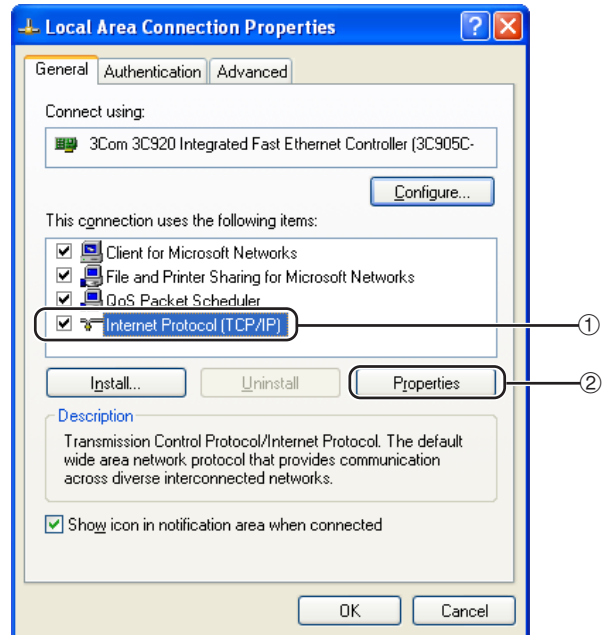 Local Area Connection Properties
General Authentication Advanced
Connect using:
3Com 3C920 Integrated Fast Ethernet Controller (3C905C-
Configure...
This connection uses the following items:
Client for Microsoft Networks
File and Printer Sharing for Microsoft Networks
QoS Packet Scheduler
Internet Protocol (TCP/IP)
①
Install... Uninstall Properties
②
Description
Transmission Control Protocol/Internet Protocol. The default
wide area network protocol that provides communication
across diverse interconnected networks.
Show icon in notification area when connected
OK Cancel